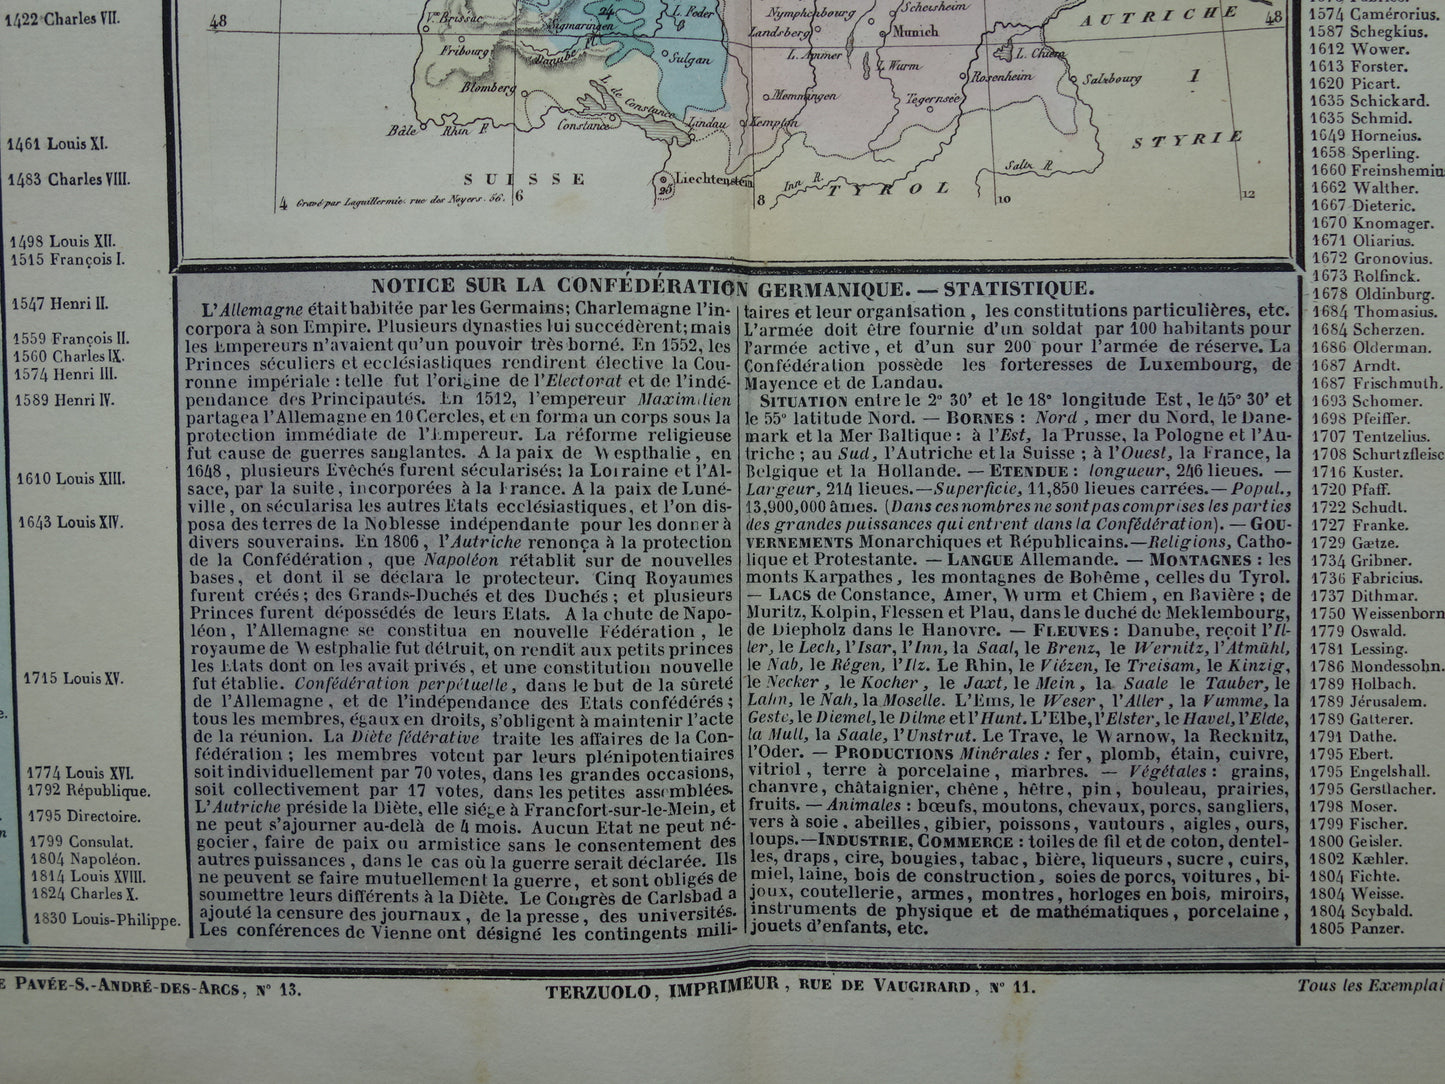 1422 Charles VII.
1461 Louis XI.
1483 Charles VIII.
1498 Louis XII.
1515 François I.
1547 Henri II.
1559 François II.
1560 Charles IX.
1574 Henri III.
1589 Henri IV.
1610 Louis XIII.
1643 Louis XIV.
1715 Louis XV.
1774 Louis XVI.
1792 République.
1795 Directoire.
1799 Consulat.
1804 Napoléon.
1814 Louis XVIII.
1824 Charles X.
1830 Louis-Philippe.
48
Vx Brissac
24
Sigmaringen
L. Feder
Nymphenbourg
Scheisheim
AUTRICHE
48
Fribourg
Danube Fl.
Sulgan
Landsberg
Munich
L. Ammer
L. Wurm
L. Chiem
Blomberg
L. de Constance
Memmingen
Rosenheim
Salzbourg
1
Tegernsée
Bâle
Rhin F.
Constance
Lindau
Kempten
STYRIE
SUISSE
25
Liechtenstein
Inn R.
TYROL
Saltz R.
4
Gravé par Laguillermie. rue des Noyers. 56.
6
8
10
12
NOTICE SUR LA CONFÉDÉRATION GERMANIQUE. — STATISTIQUE.
L'Allemagne était habitée par les Germains; Charlemagne l'in-
corpora à son Empire. Plusieurs dynasties lui succédèrent; mais
les Empereurs n'avaient qu'un pouvoir très borné. En 1552, les
Princes séculiers et ecclésiastiques rendirent élective la Cou-
ronne impériale : telle fut l'origine de l'Electorat et de l'indé-
pendance des Principautés. En 1512, l'empereur Maximilien
partagea l'Allemagne en 10 Cercles, et en forma un corps sous la
protection immédiate de l'Empereur. La réforme religieuse
fut cause de guerres sanglantes. A la paix de Westphalie, en
1648, plusieurs Evêchés furent sécularisés: la Lorraine et l'Al-
sace, par la suite, incorporées à la France. A la paix de Luné-
ville, on sécularisa les autres Etats ecclésiastiques, et l'on dis-
posa des terres de la Noblesse indépendante pour les donner à
divers souverains. En 1806, l'Autriche renonça à la protection
de la Confédération, que Napoléon rétablit sur de nouvelles
bases, et dont il se déclara le protecteur. Cinq Royaumes
furent créés; des Grands-Duchés et des Duchés; et plusieurs
Princes furent dépossédés de leurs Etats. A la chute de Napo-
léon, l'Allemagne se constitua en nouvelle Fédération, le
royaume de Westphalie fut détruit, on rendit aux petits princes
les Etats dont on les avait privés, et une constitution nouvelle
fut établie. Confédération perpétuelle, dans le but de la sûreté
de l'Allemagne, et de l'indépendance des Etats confédérés;
tous les membres, égaux en droits, s'obligent à maintenir l'acte
de la réunion. La Diète fédérative traite les affaires de la Con-
fédération; les membres votent par leurs plénipotentiaires
soit individuellement par 70 votes, dans les grandes occasions,
soit collectivement par 17 votes, dans les petites assemblées.
L'Autriche préside la Diète, elle siége à Francfort-sur-le-Mein, et
ne peut s'ajourner au-delà de 4 mois. Aucun Etat ne peut né-
gocier, faire de paix ou armistice sans le consentement des
autres puissances, dans le cas où la guerre serait déclarée. Ils
ne peuvent se faire mutuellement la guerre, et sont obligés de
soumettre leurs différents à la Diète. Le Congrès de Carlsbad a
ajouté la censure des journaux, de la presse, des universités.
Les conférences de Vienne ont désigné les contingents mili-
taires et leur organisation, les constitutions particulières, etc.
L'armée doit être fournie d'un soldat par 100 habitants pour
l'armée active, et d'un sur 200 pour l'armée de réserve. La
Confédération possède les forteresses de Luxembourg, de
Mayence et de Landau.
SITUATION entre le 2° 30' et le 18° longitude Est, le 45° 30' et
le 55° latitude Nord. — BORNES : Nord, mer du Nord, le Dane-
mark et la Mer Baltique : à l'Est, la Prusse, la Pologne et l'Au-
triche; au Sud, l'Autriche et la Suisse; à l'Ouest, la France, la
Belgique et la Hollande. — ETENDUE : longueur, 246 lieues. —
Largeur, 214 lieues. — Superficie, 11,850 lieues carrées. — Popul.,
13,900,000 âmes. (Dans ces nombres ne sont pas comprises les parties
des grandes puissances qui entrent dans la Confédération). — GOU-
VERNEMENTS Monarchiques et Républicains. — Religions, Catho-
lique et Protestante. — LANGUE Allemande. — MONTAGNES : les
monts Karpathes, les montagnes de Bohême, celles du Tyrol.
— LACS de Constance, Amer, Wurm et Chiem, en Bavière; de
Muritz, Kolpin, Flessen et Plau, dans le duché de Meklembourg,
de Diepholz dans le Hanovre. — FLEUVES : Danube, reçoit l'Il-
ler, le Lech, l'Isar, l'Inn, la Saal, le Brenz, le Wernitz, l'Atmühl,
le Nab, le Régen, l'Ilz. Le Rhin, le Viézen, le Treisam, le Kinzig,
le Necker, le Kocher, le Jaxt, le Mein, la Saale le Tauber, le
Lahn, le Nah, la Moselle. L'Ems, le Weser, l'Aller, la Vumme, la
Geste, le Diemel, le Dilme et l'Hunt. L'Elbe, l'Elster, le Havel, l'Elde,
la Mull, la Saale, l'Unstrut. Le Trave, le Warnow, la Recknitz,
l'Oder. — PRODUCTIONS Minérales : fer, plomb, étain, cuivre,
vitriol, terre à porcelaine, marbres. — Végétales : grains,
chanvre, châtaignier, chêne, hêtre, pin, bouleau, prairies,
fruits. — Animales : bœufs, moutons, chevaux, porcs, sangliers,
vers à soie, abeilles, gibier, poissons, vautours, aigles, ours,
loups. — INDUSTRIE, COMMERCE : toiles de fil et de coton, dentel-
les, draps, cire, bougies, tabac, bière, liqueurs, sucre, cuirs,
miel, laine, bois de construction, soies de porcs, voitures, bi-
joux, coutellerie, armes, montres, horloges en bois, miroirs,
instruments de physique et de mathématiques, porcelaine,
jouets d'enfants, etc.
1574 Camérorius.
1587 Schegkius.
1612 Wower.
1613 Forster.
1620 Picart.
1635 Schickard.
1635 Schmid.
1649 Horneius.
1658 Sperling.
1660 Freinshemiu
1662 Walther.
1667 Dieteric.
1670 Knomager.
1671 Oliarius.
1672 Gronovius.
1673 Rolfinck.
1678 Oldinburg.
1684 Thomasius.
1684 Scherzen.
1686 Olderman.
1687 Arndt.
1687 Frischmuth.
1693 Schomer.
1698 Pfeiffer.
1707 Tentzelius.
1708 Schurtzfleisc
1716 Kuster.
1720 Pfaff.
1722 Schudt.
1727 Franke.
1729 Gætze.
1734 Gribner.
1736 Fabricius.
1737 Dithmar.
1750 Weissenborn
1779 Oswald.
1781 Lessing.
1786 Mondessohn.
1789 Holbach.
1789 Jérusalem.
1789 Gatterer.
1791 Dathe.
1795 Ebert.
1795 Engelshall.
1795 Gerstlacher.
1798 Moser.
1799 Fischer.
1800 Geisler.
1802 Kæhler.
1804 Fichte.
1804 Weisse.
1804 Seybald.
1805 Panzer.
E PAVÉE-S.-ANDRÉ-DES-ARCS, N° 13.
TERZUOLO, IMPRIMEUR, RUE DE VAUGIRARD, N° 11.
Tous les Exemplai